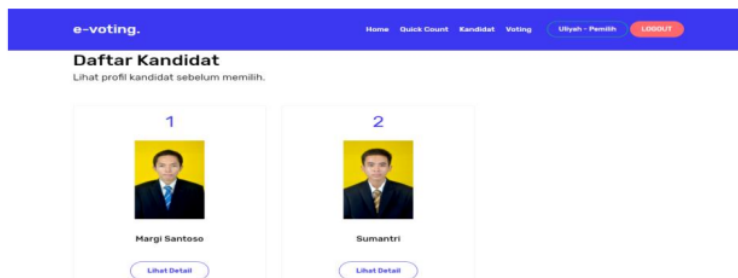 e-voting.
Home Quick Count Kandidat Voting Uliyah - Pemilih LOGOUT
Daftar Kandidat
Lihat profil kandidat sebelum memilih.
1 2
Margi Santoso Sumantri
Lihat Detail Lihat Detail